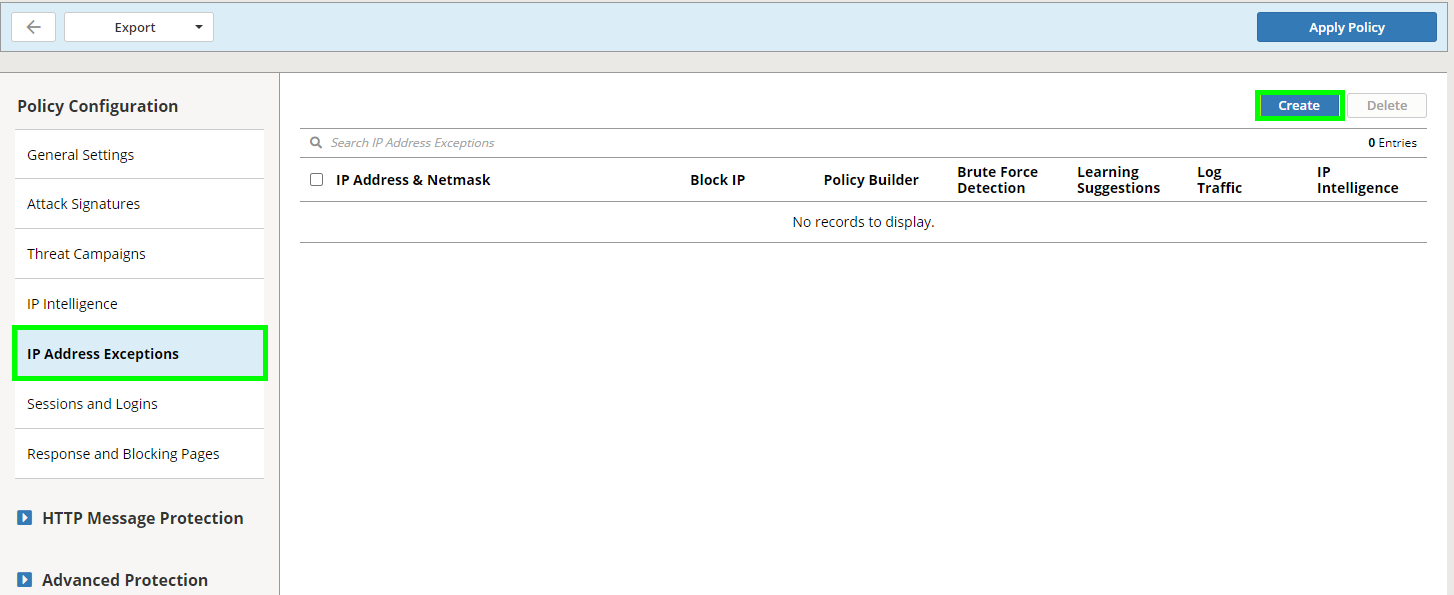 Export
Apply Policy
Policy Configuration
General Settings
Attack Signatures
Threat Campaigns
IP Intelligence
IP Address Exceptions
Sessions and Logins
Response and Blocking Pages
HTTP Message Protection
Advanced Protection
Create
Delete
Search IP Address Exceptions
0 Entries
IP Address & Netmask
Block IP
Policy Builder
Brute Force
Detection
Learning
Suggestions
Log
Traffic
IP
Intelligence
No records to display.